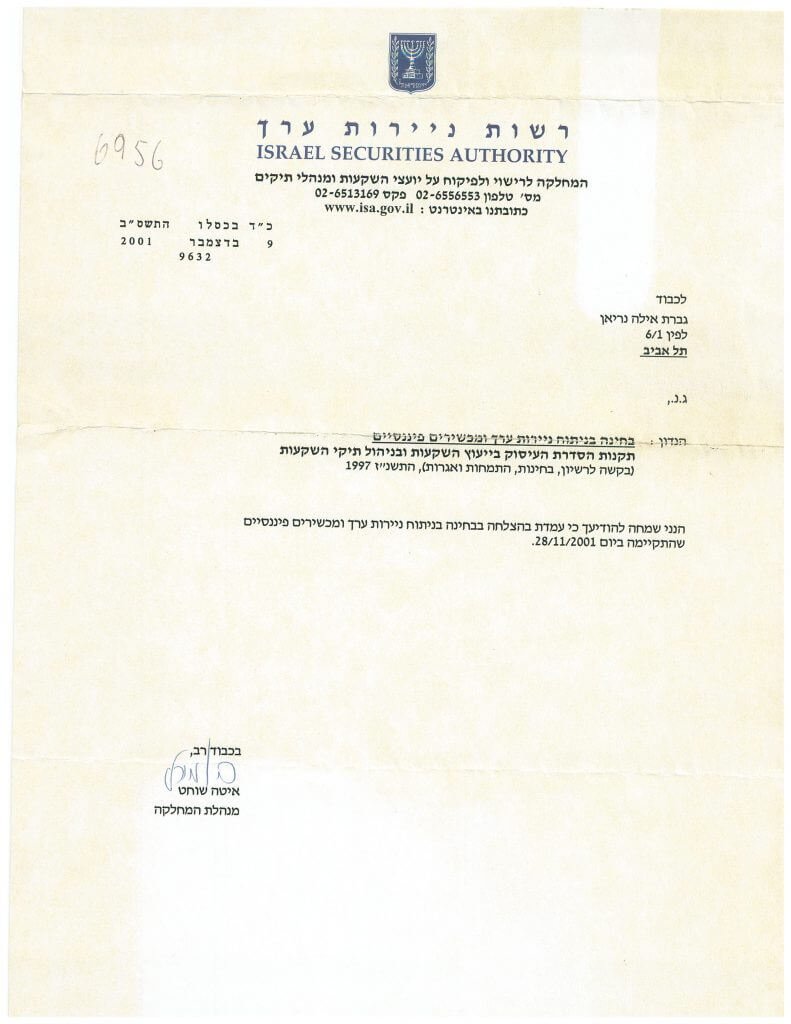 רשות ניירות ערך
ISRAEL SECURITIES AUTHORITY
6956
המחלקה לרישוי ולפיקוח על יועצי השקעות ומנהלי תיקים
מס׳ טלפון 02-6556553 פקס 02-6513169
כתובתנו באינטרנט : www.isa.gov.il
כ״ד בכסלו התשס״ב
9 בדצמבר 2001
9632
לכבוד
גברת אילה נריאן
לפין 6/1
תל אביב
ג.נ.,
הנדון : בחינה בניתוח ניירות ערך ומכשירים פיננסיים
תקנות הסדרת העיסוק בייעוץ השקעות ובניהול תיקי השקעות
(בקשה לרשיון, בחינות, התמחות ואגרות), התשנ״ז 1997
הנני שמחה להודיעך כי עמדת בהצלחה בבחינה בניתוח ניירות ערך ומכשירים פיננסיים
שהתקיימה ביום 28/11/2001.
בכבוד רב,
איטה שוחט
מנהלת המחלקה